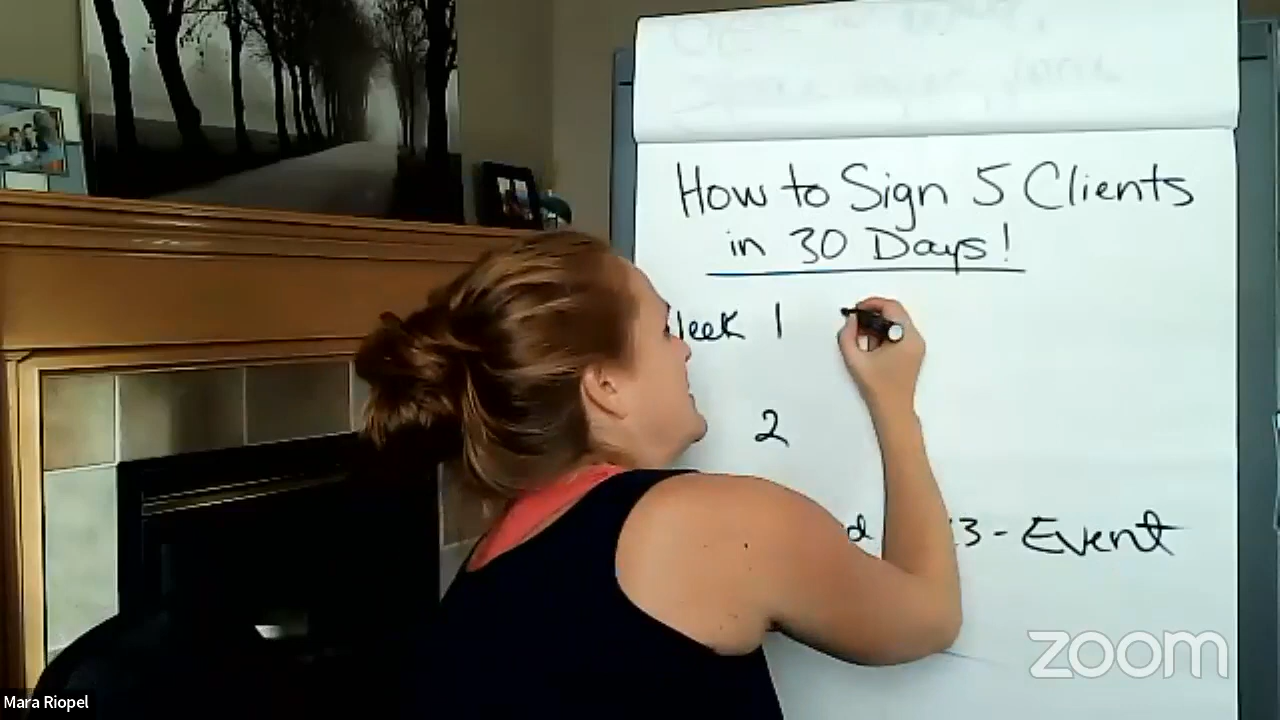 How to Sign 5 Clients
in 30 Days!
1
2
3 - Event
zoom
Mara Riopel